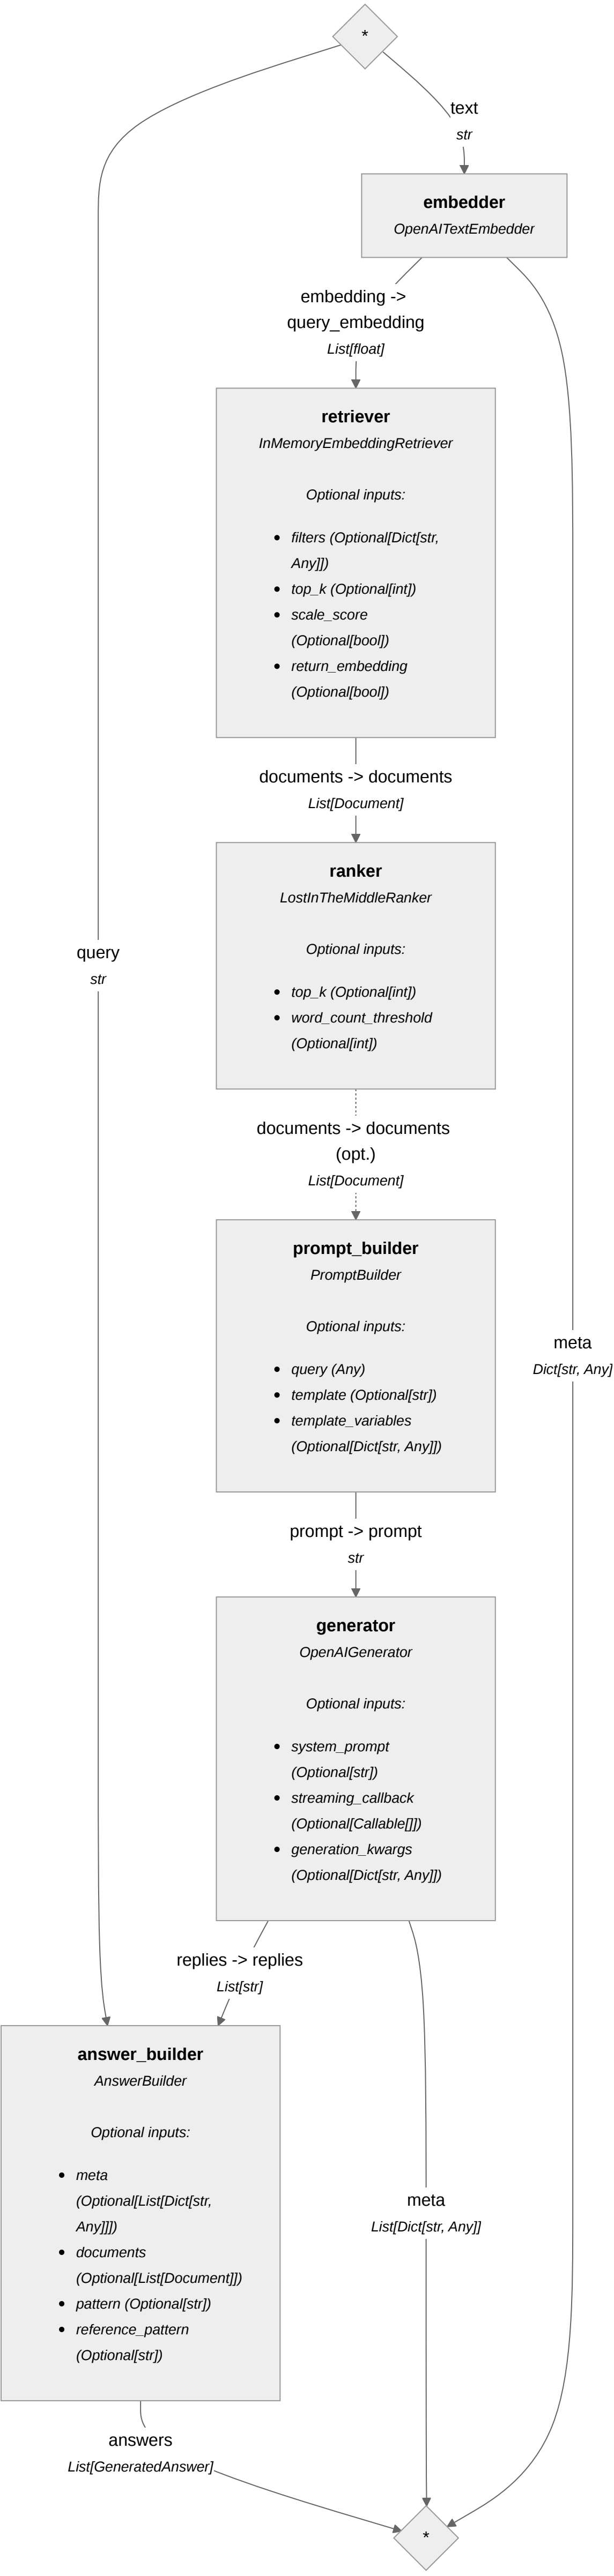 *
text
str
embedder
OpenAITextEmbedder
embedding ->
query_embedding
List[float]
retriever
InMemoryEmbeddingRetriever
Optional inputs:
• filters (Optional[Dict[str,
Any]])
• top_k (Optional[int])
• scale_score
(Optional[bool])
• return_embedding
(Optional[bool])
documents -> documents
List[Document]
ranker
LostInTheMiddleRanker
Optional inputs:
• top_k (Optional[int])
• word_count_threshold
(Optional[int])
query
str
documents -> documents
(opt.)
List[Document]
prompt_builder
PromptBuilder
Optional inputs:
• query (Any)
• template (Optional[str])
• template_variables
(Optional[Dict[str, Any]])
meta
Dict[str, Any]
prompt -> prompt
str
generator
OpenAIGenerator
Optional inputs:
• system_prompt
(Optional[str])
• streaming_callback
(Optional[Callable[]])
• generation_kwargs
(Optional[Dict[str, Any]])
replies -> replies
List[str]
answer_builder
AnswerBuilder
Optional inputs:
• meta
(Optional[List[Dict[str,
Any]]])
• documents
(Optional[List[Document]])
• pattern (Optional[str])
• reference_pattern
(Optional[str])
meta
List[Dict[str, Any]]
answers
List[GeneratedAnswer]
*